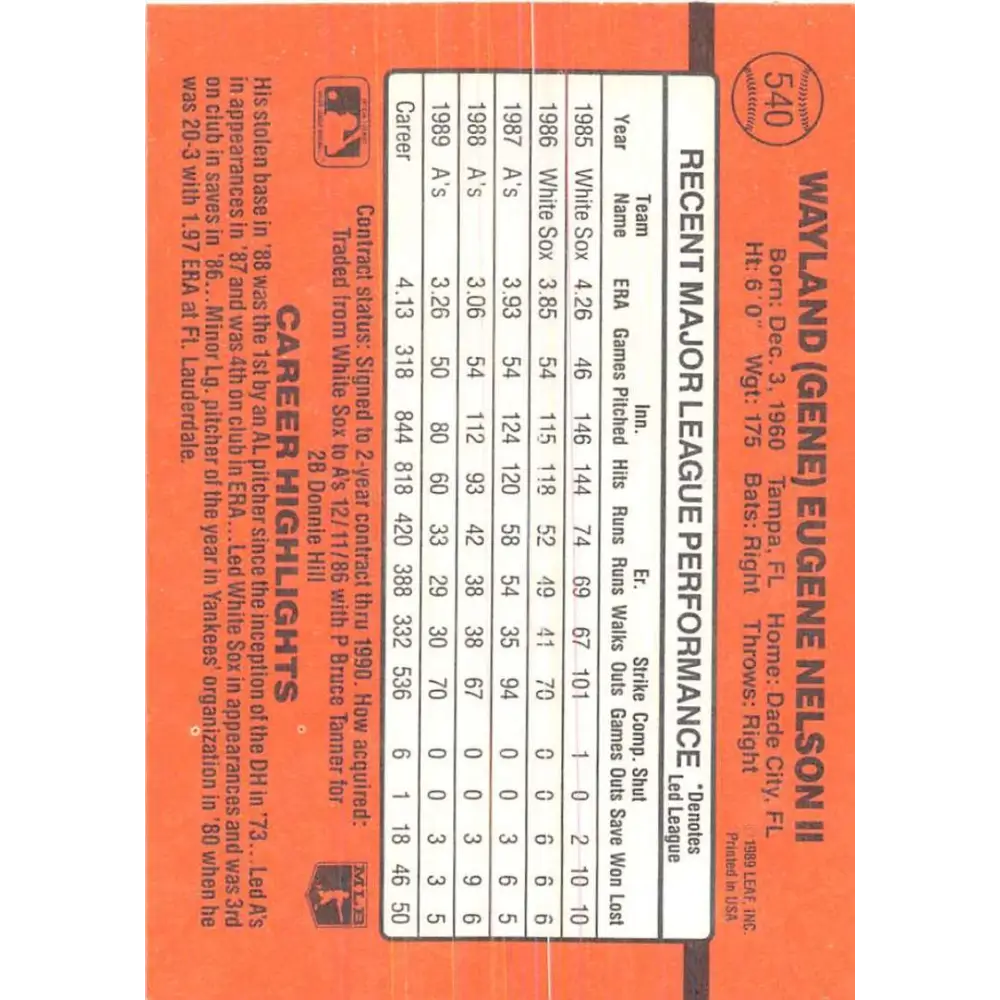 540
WAYLAND (GENE) EUGENE NELSON II
Born: Dec. 3, 1960 Tampa, FL Home: Dade City, FL
Ht: 6'0" Wgt: 175 Bats: Right Throws: Right
©1989 LEAF, INC.
Printed in USA
RECENT MAJOR LEAGUE PERFORMANCE *Denotes
Led League
Team Inn. Er. Strike Comp. Shut
Year Name ERA Games Pitched Hits Runs Runs Walks Outs Games Outs Save Won Lost
1985 White Sox 4.26 46 146 144 74 69 67 101 1 0 2 10 10
1986 White Sox 3.85 54 115 118 52 49 41 70 0 0 6 6 6
1987 A's 3.93 54 124 120 58 54 35 94 0 0 3 6 5
1988 A's 3.06 54 112 93 42 38 38 67 0 0 3 9 6
1989 A's 3.26 50 80 60 33 29 30 70 0 0 3 3 5
Career 4.13 318 844 818 420 388 332 536 6 1 18 46 50
Contract status: Signed to 2-year contract thru 1990. How acquired:
Traded from White Sox to A's 12/11/86 with P Bruce Tanner for
2B Donnie Hill
MLB
CAREER HIGHLIGHTS
His stolen base in '88 was the 1st by an AL pitcher since the inception of the DH in '73...Led A's
in appearances in '87 and was 4th on club in ERA...Led White Sox in appearances and was 3rd
on club in saves in '86...Minor Lg. pitcher of the year in Yankees' organization in '80 when he
was 20-3 with 1.97 ERA at Ft. Lauderdale.